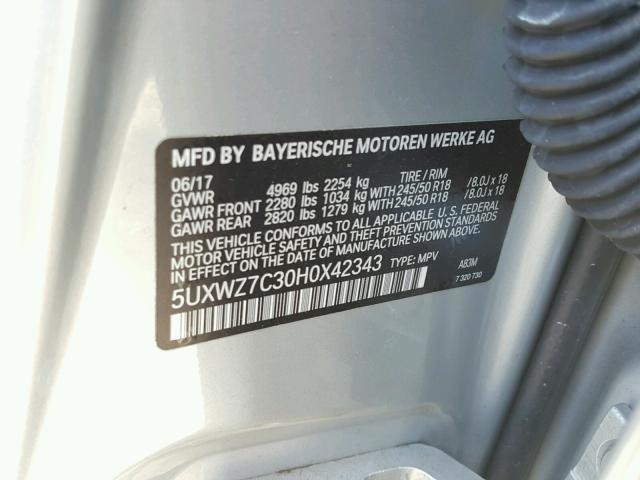 MFD BY BAYERISCHE MOTOREN WERKE AG
06/17 TIRE / RIM
GVWR 4969 lbs 2254 kg
GAWR FRONT 2280 lbs 1034 kg WITH 245/50 R18 /8.0J x 18
GAWR REAR 2820 lbs 1279 kg WITH 245/50 R18 /8.0J x 18
THIS VEHICLE CONFORMS TO ALL APPLICABLE U. S. FEDERAL
MOTOR VEHICLE SAFETY AND THEFT PREVENTION STANDARDS
IN EFFECT ON THE DATE OF MANUFACTURE SHOWN ABOVE.
5UXWZ7C30H0X42343 TYPE: MPV A83M
7 320 730